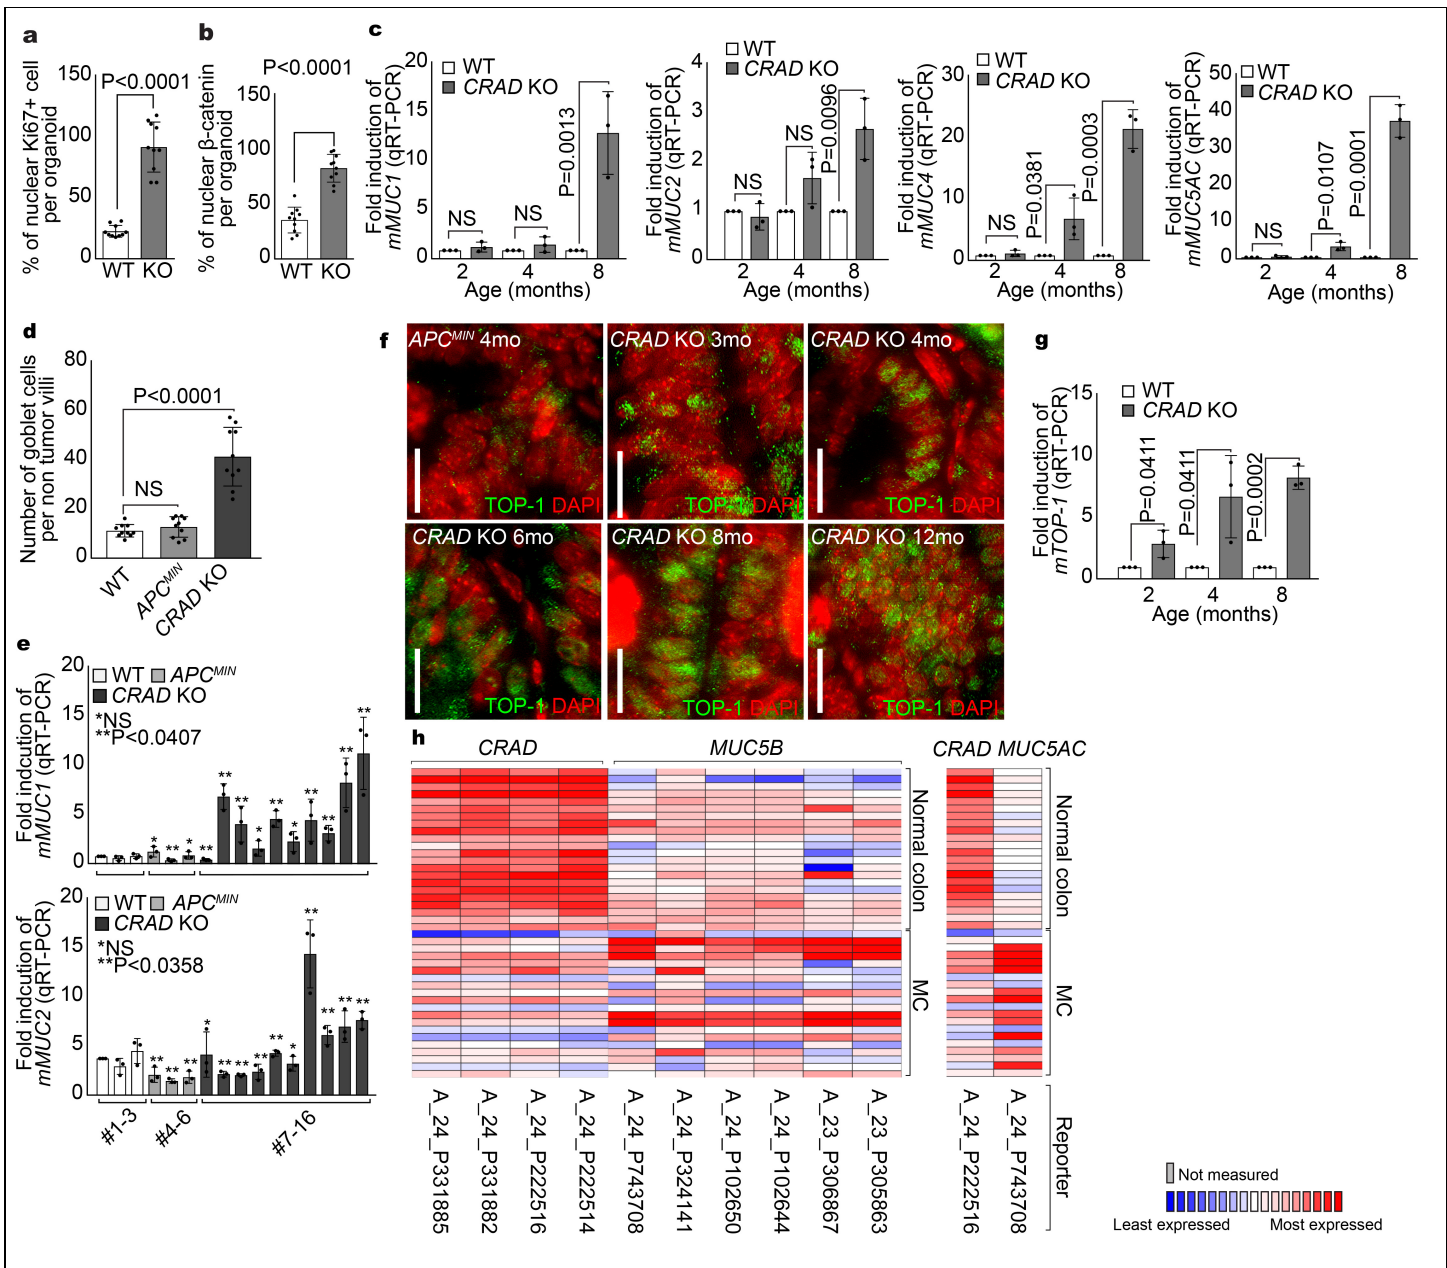 a
% of nuclear Ki67+ cell
per organoid
150
100
50
0
P<0.0001
WT KO
b
% of nuclear β-catenin
per organoid
P<0.0001
150
100
50
0
WT KO
c
Fold induction of
mMUC1 (qRT-PCR)
20
15
10
5
0
WT
CRAD KO
NS
NS
P=0.0013
2 4 8
Age (months)
Fold induction of
mMUC2 (qRT-PCR)
4
3
2
1
0
WT
CRAD KO
NS
NS
P=0.0096
2 4 8
Age (months)
Fold induction of
mMUC4 (qRT-PCR)
30
20
10
0
WT
CRAD KO
NS
P=0.0381
P=0.0003
2 4 8
Age (months)
Fold induction of
mMUC5AC (qRT-PCR)
50
40
30
20
10
0
WT
CRAD KO
NS
P=0.0107
P=0.0001
2 4 8
Age (months)
d
Number of goblet cells
per non tumor villi
80
60
40
20
0
P<0.0001
NS
WT
APC^MIN
CRAD KO
e
Fold indcution of
mMUC1 (qRT-PCR)
20
15
10
5
0
WT APC^MIN
CRAD KO
*NS
**P<0.0407
* ** * ** ** ** * ** * ** ** ** **
Fold indcution of
mMUC2 (qRT-PCR)
20
15
10
5
0
WT APC^MIN
CRAD KO
*NS
**P<0.0358
** ** ** * ** ** ** ** * ** ** ** **
#1-3
#4-6
#7-16
f
APC^MIN 4mo
TOP-1 DAPI
CRAD KO 3mo
TOP-1 DAPI
CRAD KO 4mo
TOP-1 DAPI
CRAD KO 6mo
TOP-1 DAPI
CRAD KO 8mo
TOP-1 DAPI
CRAD KO 12mo
TOP-1 DAPI
g
Fold induction of
mTOP-1 (qRT-PCR)
15
10
5
0
WT
CRAD KO
P=0.0411
P=0.0411
P=0.0002
2 4 8
Age (months)
h
CRAD
MUC5B
CRAD MUC5AC
Normal colon
MC
Normal colon
MC
A_24_P331885
A_24_P331882
A_24_P222516
A_24_P222514
A_24_P743708
A_24_P324141
A_24_P102650
A_24_P102644
A_23_P306867
A_23_P305863
A_24_P222516
A_24_P743708
Reporter
Not measured
Least expressed
Most expressed